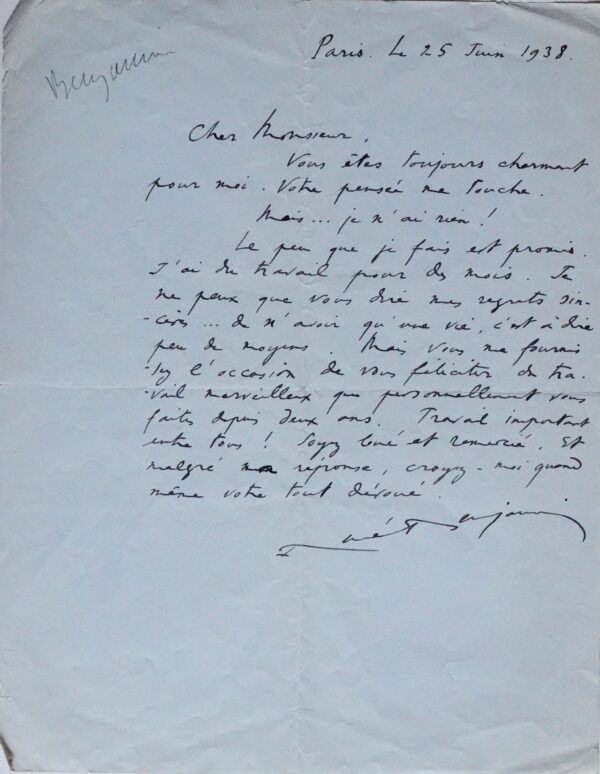 Benjamin
Paris. Le 25 Juin 1938.
Cher Monsieur,
Vous êtes toujours charmant
pour moi. Votre pensée me touche.
Mais... je n'ai rien!
Le peu que je fais est promis.
J'ai du travail pour des mois. Je
ne peux que vous dire mes regrets sin-
-cères... de n'avoir qu'une vie, c'est à dire
peu de moyens. Mais vous me fournis-
-sez l'occasion de vous féliciter du tra-
-vail merveilleux que personnellement vous
faites depuis deux ans. Travail important
entre tous! Soyez loué et remercié. Et
malgré ma réponse, croyez-moi quand
même votre tout dévoué.
René Benjamin